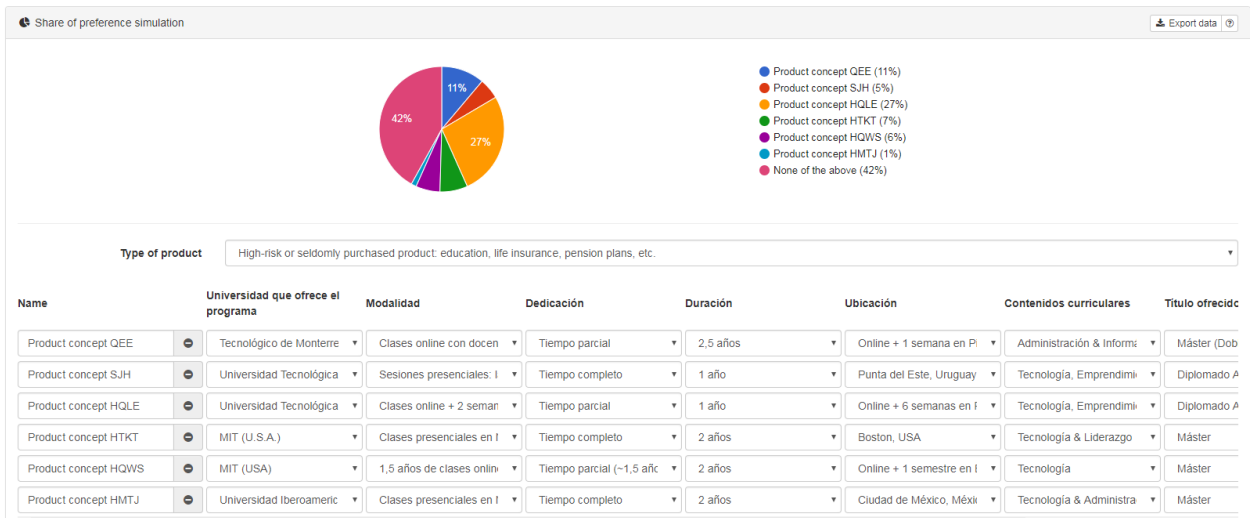 Share of preference simulation
Export data
11%
27%
42%
Product concept QEE (11%)
Product concept SJH (5%)
Product concept HQLE (27%)
Product concept HTKT (7%)
Product concept HQWS (6%)
Product concept HMTJ (1%)
None of the above (42%)
Type of product High-risk or seldomly purchased product: education, life insurance, pension plans, etc.
Name Universidad que ofrece el programa Modalidad Dedicación Duración Ubicación Contenidos curriculares Título ofrecido
Product concept QEE Tecnológico de Monterre Clases online con docen Tiempo parcial 2,5 años Online + 1 semana en Administración & Informa Máster (Dob
Product concept SJH Universidad Tecnológica Sesiones presenciales: Tiempo completo 1 año Punta del Este, Uruguay Tecnología, Emprendimi Diplomado A
Product concept HQLE Universidad Tecnológica Clases online + 2 seman Tiempo parcial 1 año Online + 6 semanas en Tecnología, Emprendimi Diplomado A
Product concept HTKT MIT (U.S.A.) Clases presenciales en Tiempo completo 2 años Boston, USA Tecnología & Liderazgo Máster
Product concept HQWS MIT (USA) 1,5 años de clases onlin Tiempo parcial (~1,5 añc 2 años Online + 1 semestre en Tecnología Máster
Product concept HMTJ Universidad Iberoameric Clases presenciales en Tiempo completo 2 años Ciudad de México, Méxi Tecnología & Administra Máster